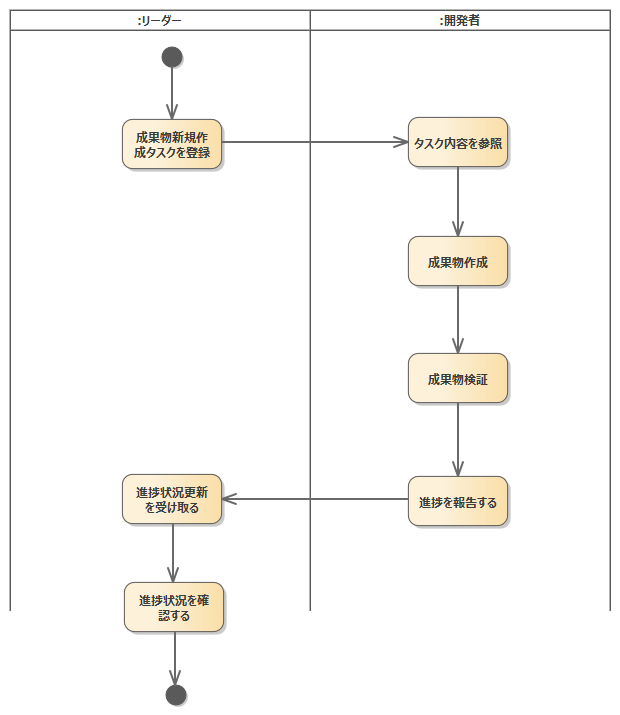 :リーダー
:開発者
成果物新規作
成タスクを登録
タスク内容を参照
成果物作成
成果物検証
進捗を報告する
進捗状況更新
を受け取る
進捗状況を確
認する